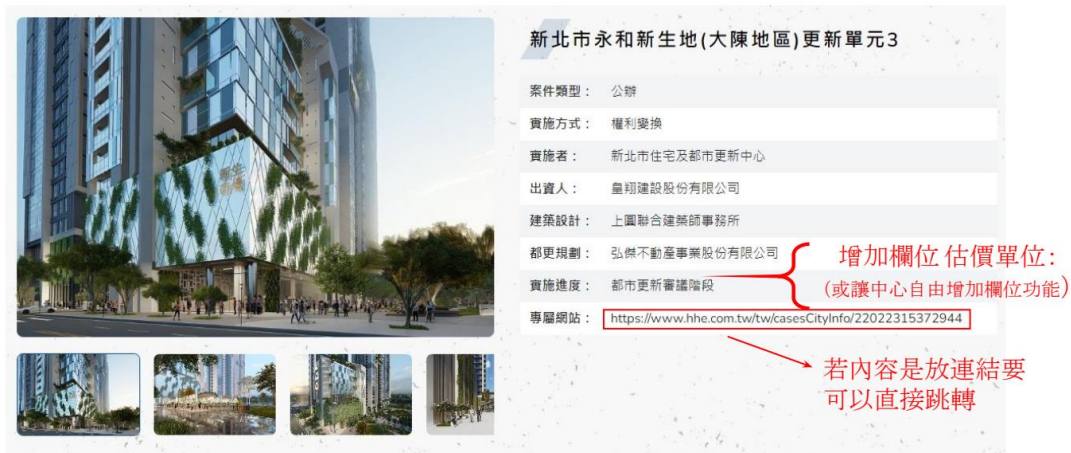 新北市永和新生地(大陳地區)更新單元3
案件類型： 公辦
實施方式： 權利變換
實施者： 新北市住宅及都市更新中心
出資人： 皇翔建設股份有限公司
建築設計： 上圓聯合建築師事務所
都更規劃： 弘傑不動產事業股份有限公司
實施進度： 都市更新審議階段
專屬網站： https://www.hhe.com.tw/tw/casesCityInfo/22022315372944
增加欄位 估價單位：
(或讓中心自由增加欄位功能)
若內容是放連結要
可以直接跳轉